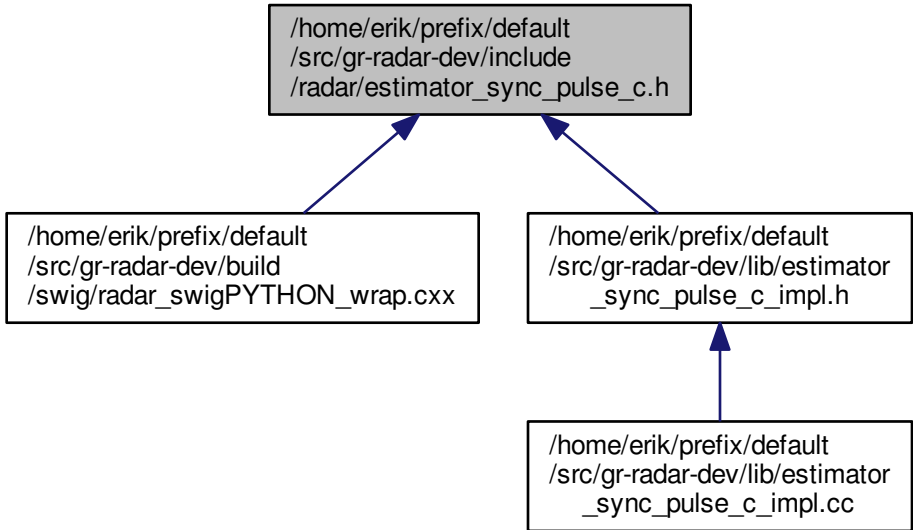 /home/erik/prefix/default
/src/gr-radar-dev/include
/radar/estimator_sync_pulse_c.h
/home/erik/prefix/default
/src/gr-radar-dev/build
/swig/radar_swigPYTHON_wrap.cxx
/home/erik/prefix/default
/src/gr-radar-dev/lib/estimator
_sync_pulse_c_impl.h
/home/erik/prefix/default
/src/gr-radar-dev/lib/estimator
_sync_pulse_c_impl.cc